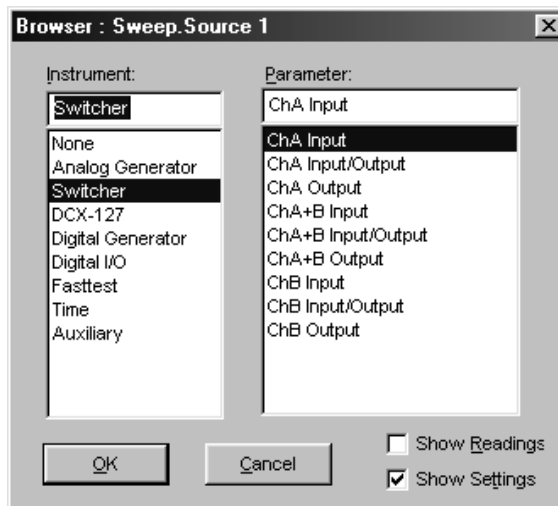 Browser : Sweep.Source 1
Instrument:
Switcher
None
Analog Generator
Switcher
DCX-127
Digital Generator
Digital I/O
Fasttest
Time
Auxiliary
Parameter:
ChA Input
ChA Input
ChA Input/Output
ChA Output
ChA+B Input
ChA+B Input/Output
ChA+B Output
ChB Input
ChB Input/Output
ChB Output
OK
Cancel
Show Readings
Show Settings